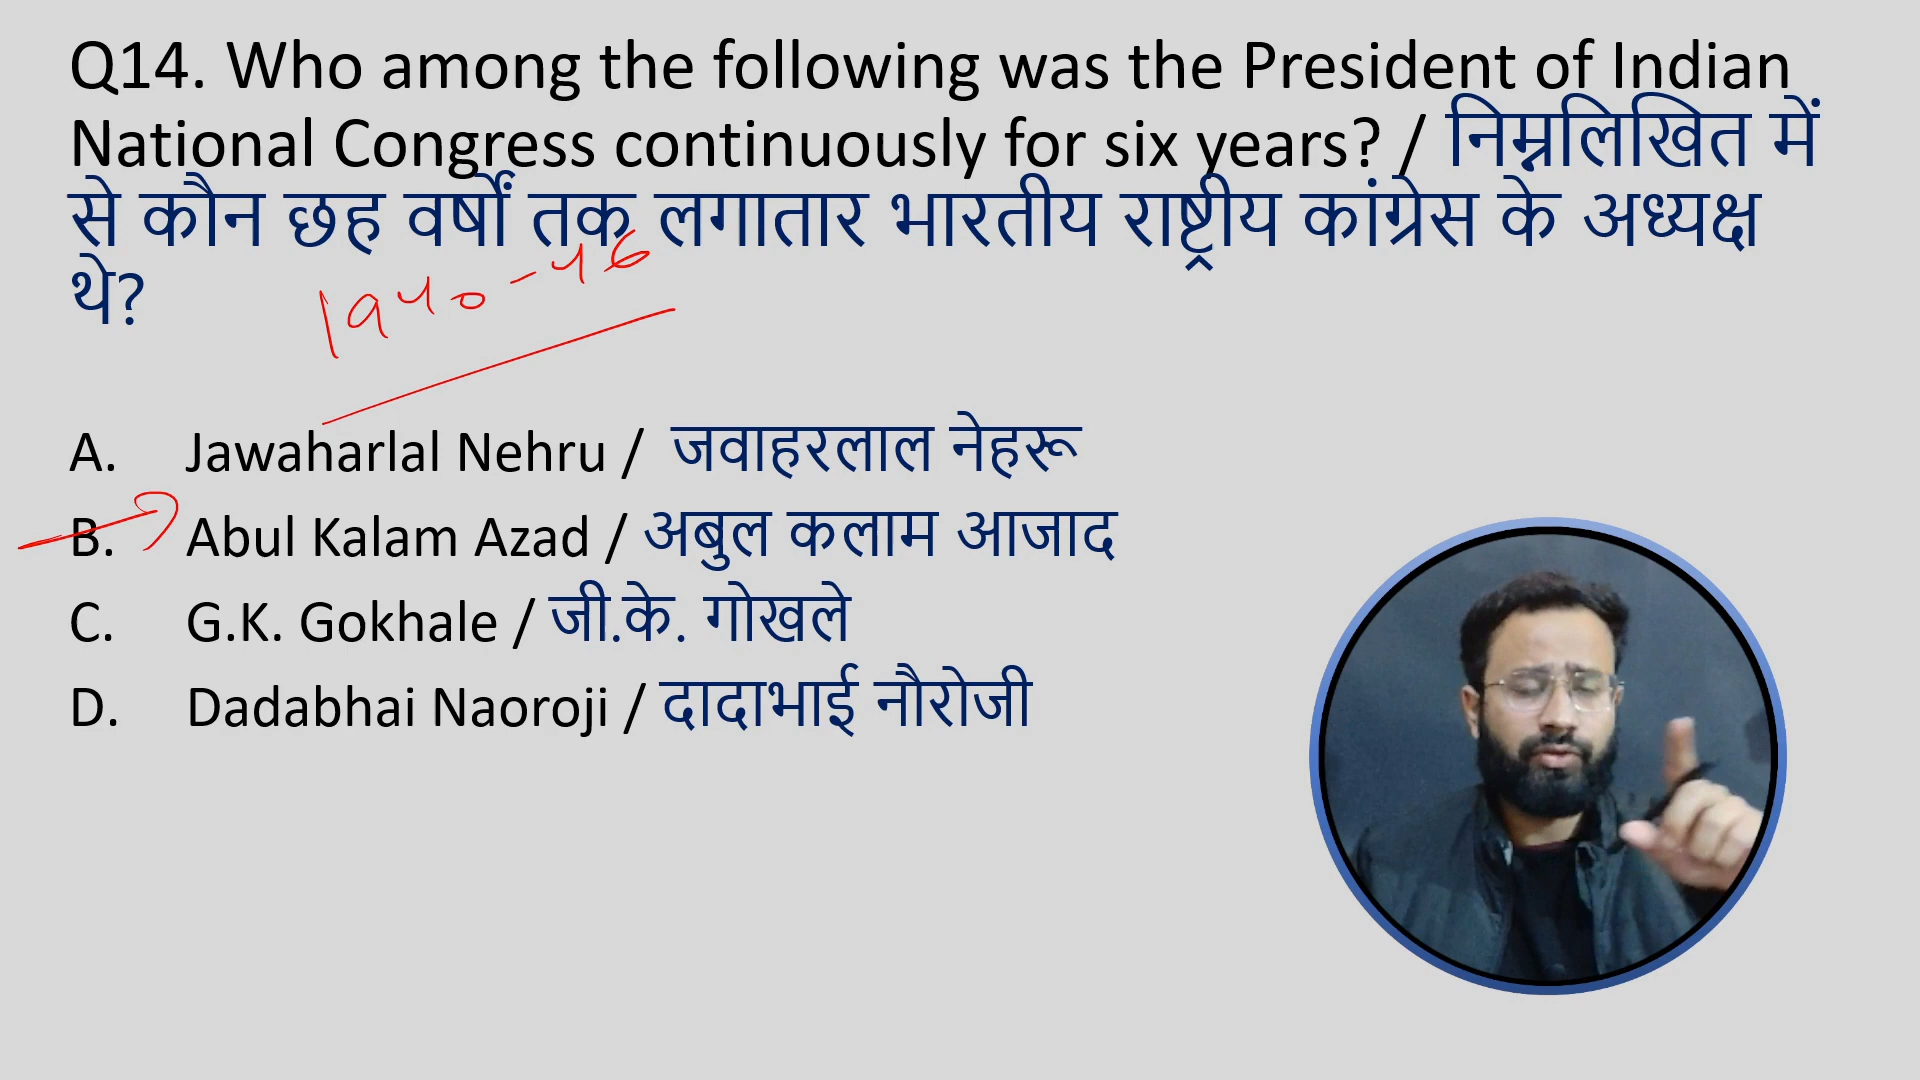 Q14. Who among the following was the President of Indian
National Congress continuously for six years? / निम्नलिखित में
से कौन छह वर्षों तक लगातार भारतीय राष्ट्रीय कांग्रेस के अध्यक्ष
थे?
1940-46
A. Jawaharlal Nehru / जवाहरलाल नेहरू
B. Abul Kalam Azad / अबुल कलाम आजाद
C. G.K. Gokhale / जी.के. गोखले
D. Dadabhai Naoroji / दादाभाई नौरोजी